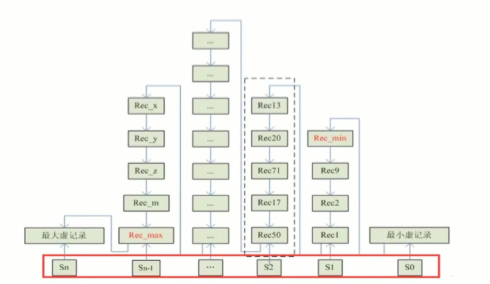 ...
...
Rec_x ... Rec13
Rec_y ... Rec20 Rec_min
Rec_z ... Rec71 Rec9
Rec_m ... Rec17 Rec2
最大虚记录 Rec_max ... Rec50 Rec1 最小虚记录
Sn Sn-1 ... S2 S1 S0